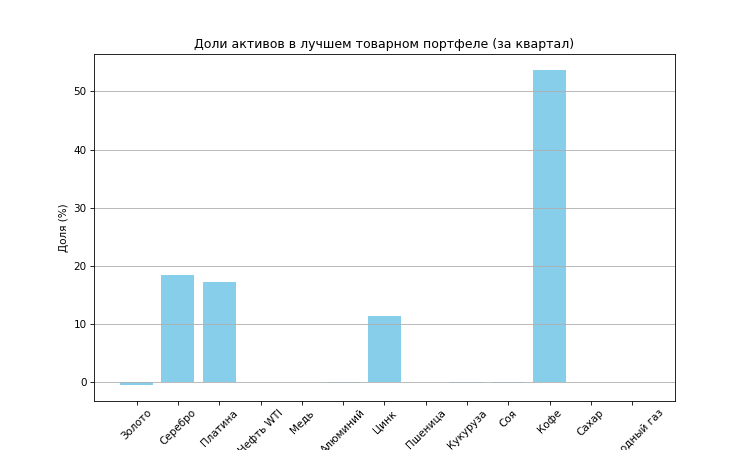 Доли активов в лучшем товарном портфеле (за квартал)
Доля (%)
50
40
30
20
10
0
Золото
Серебро
Платина
Нефть WTI
Медь
Алюминий
Цинк
Пшеница
Кукуруза
Соя
Кофе
Сахар
газ